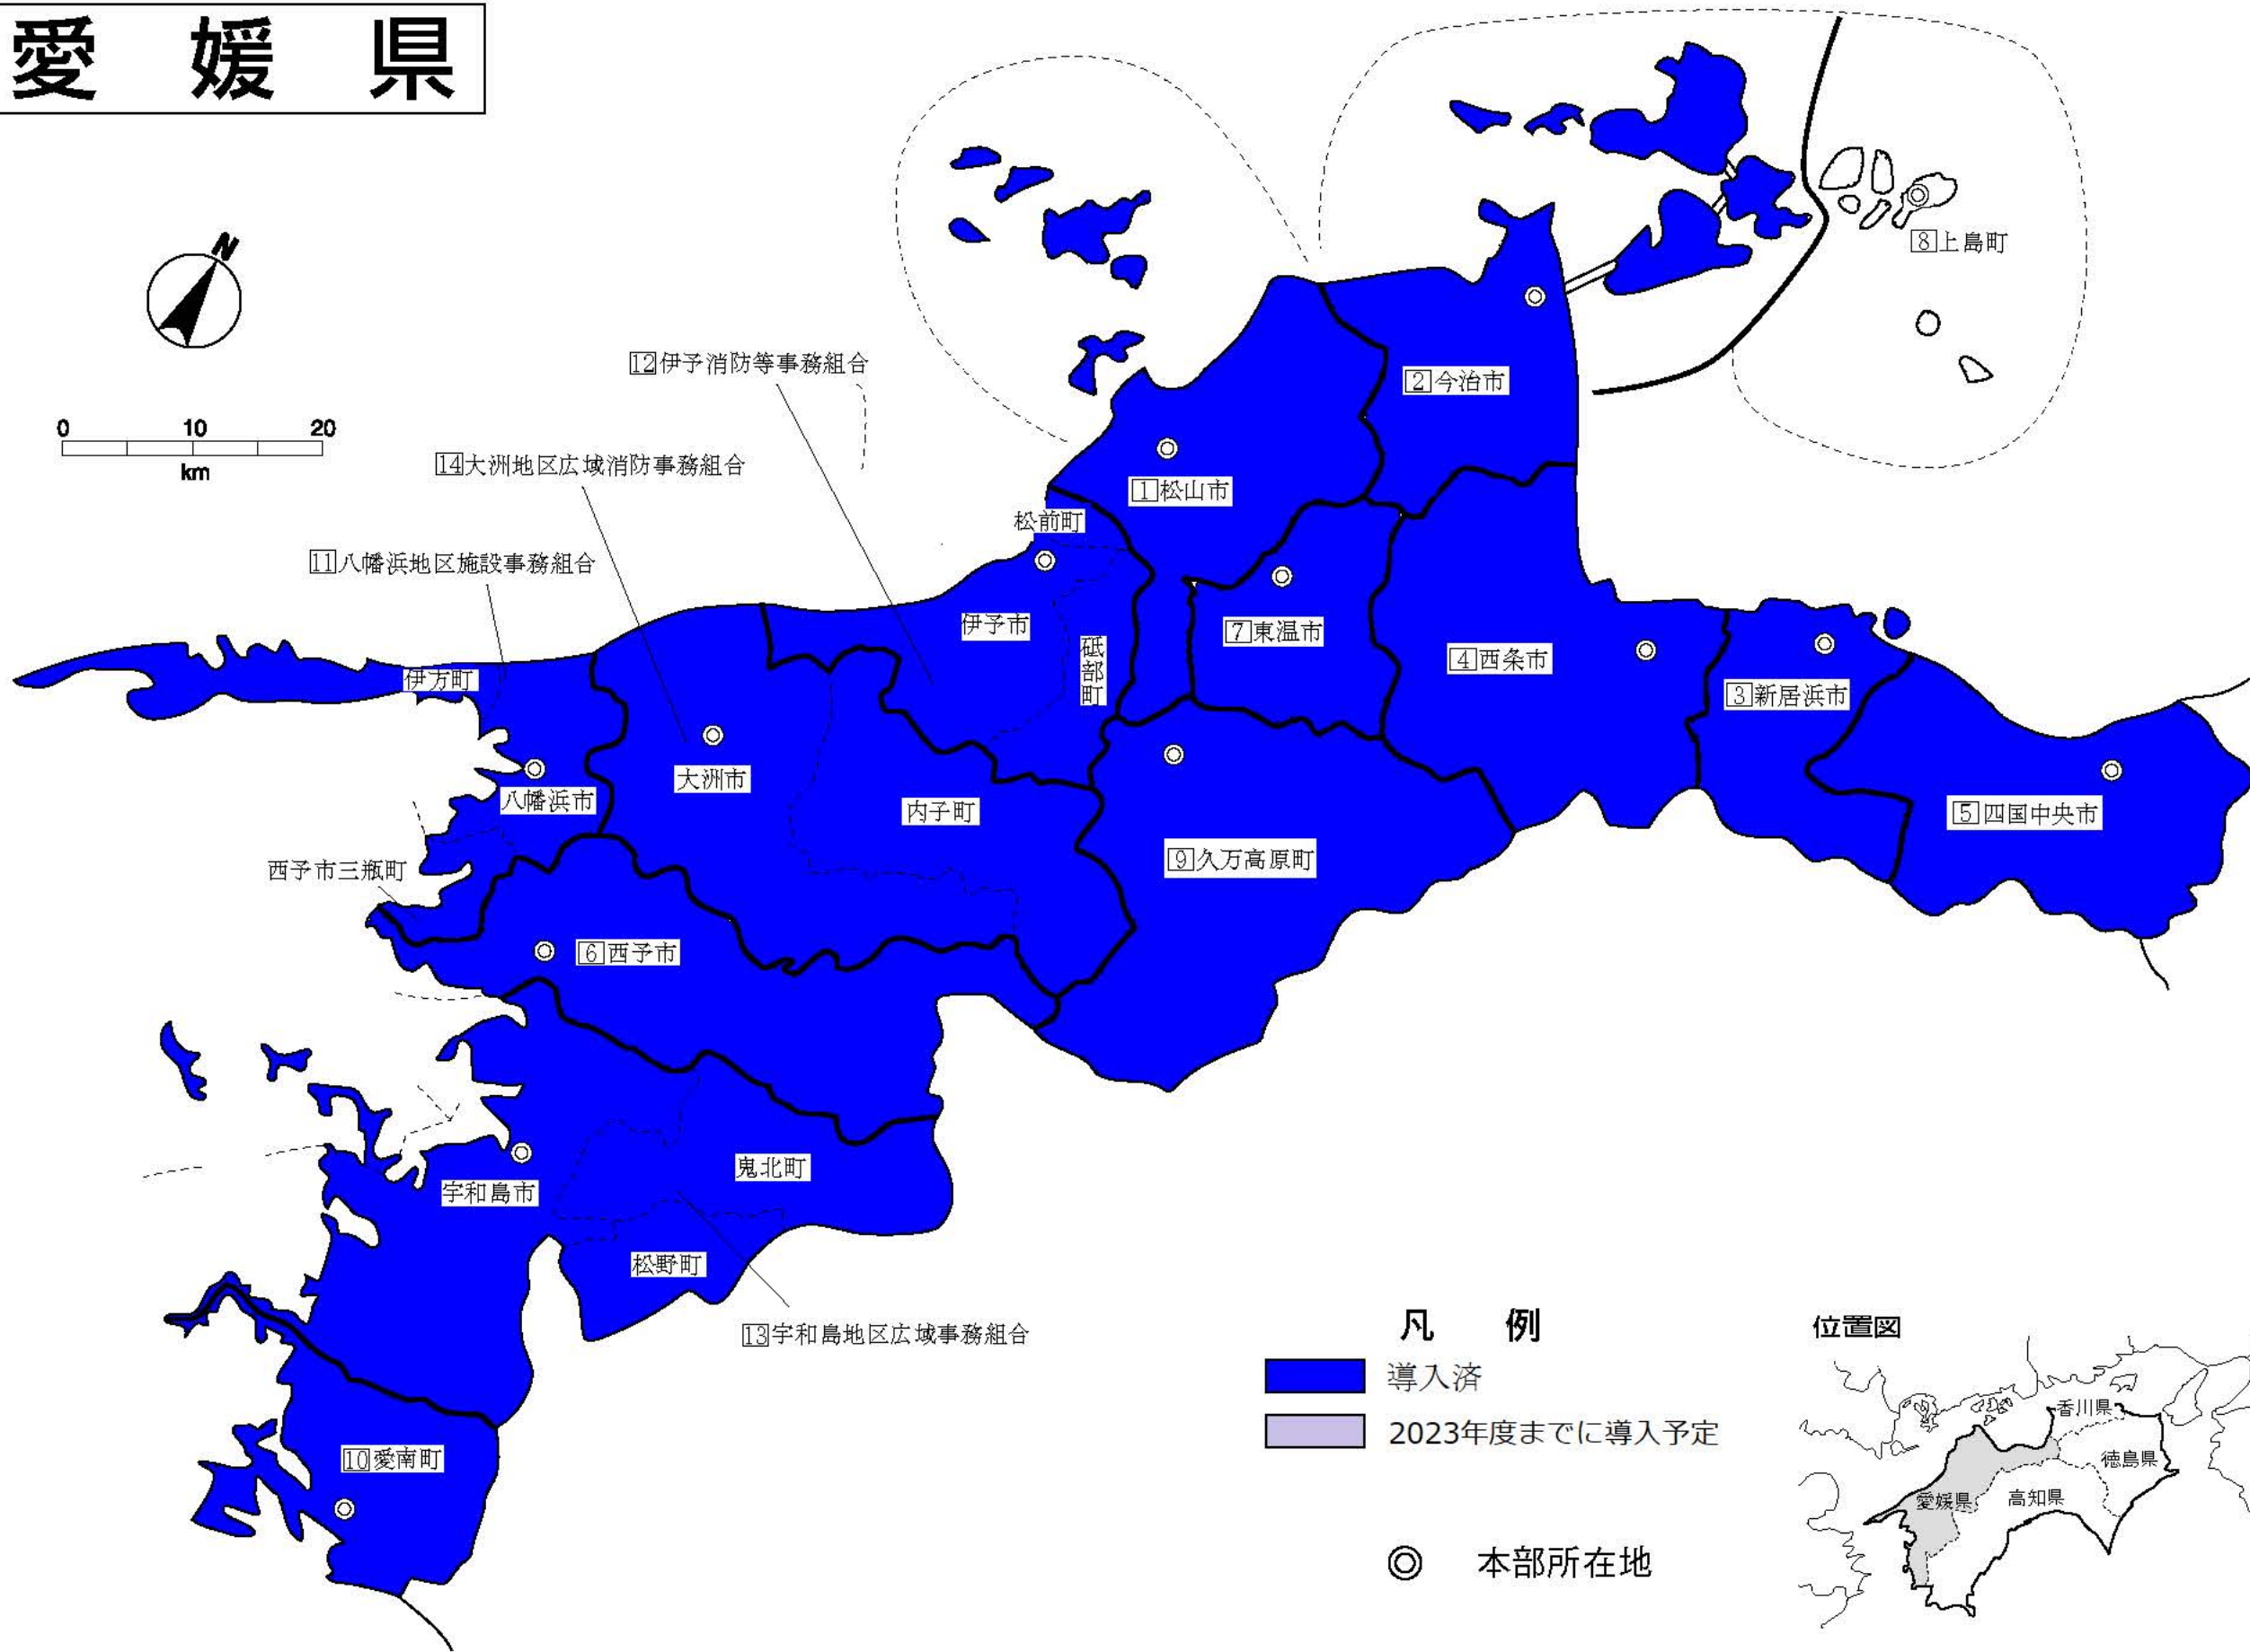 愛媛県
N
0 10 20
km
8上島町
12伊予消防等事務組合
2今治市
14大洲地区広域消防事務組合
1松山市
松前町
11八幡浜地区施設事務組合
伊予市
7東温市
砥部町
4西条市
伊方町
3新居浜市
大洲市
八幡浜市
内子町
5四国中央市
9久万高原町
西予市三瓶町
6西予市
鬼北町
宇和島市
松野町
13宇和島地区広域事務組合
10愛南町
凡例
導入済
2023年度までに導入予定
本部所在地
位置図
香川県
徳島県
愛媛県
高知県